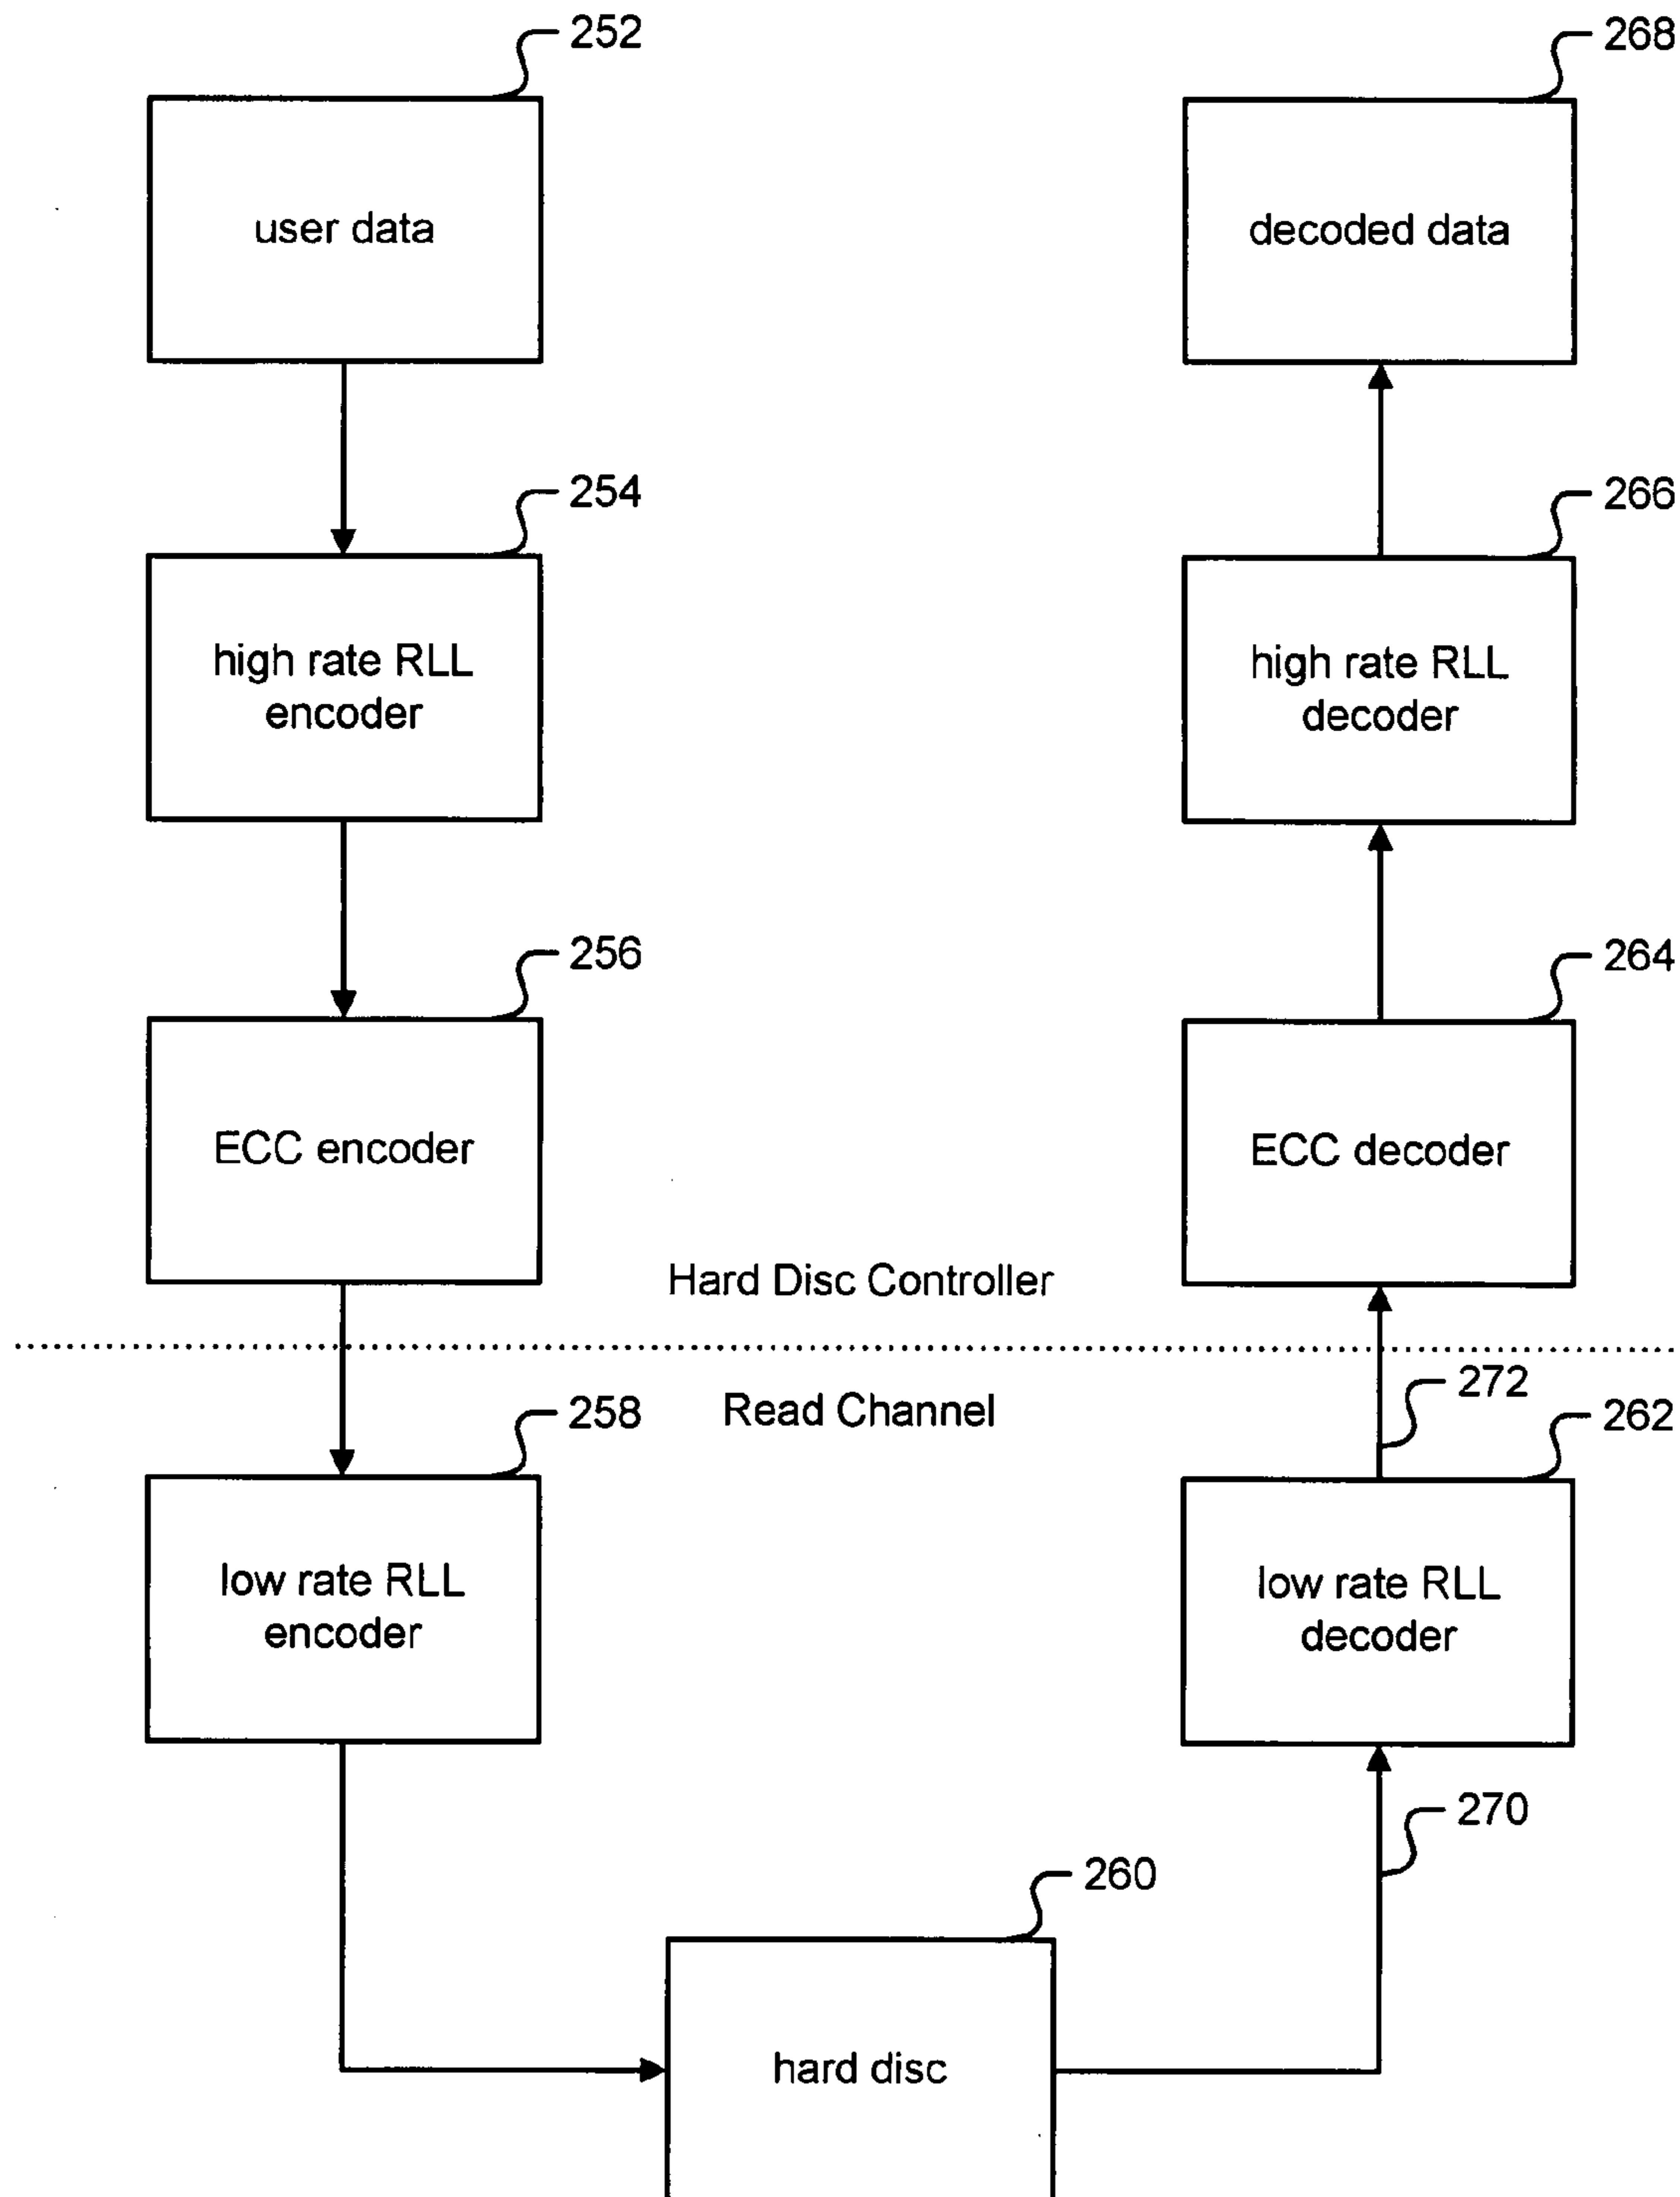 252
268
user data
decoded data
254
266
high rate RLL
encoder
high rate RLL
decoder
256
264
ECC encoder
ECC decoder
Hard Disc Controller
Read Channel
272
258
262
low rate RLL
encoder
low rate RLL
decoder
270
260
hard disc